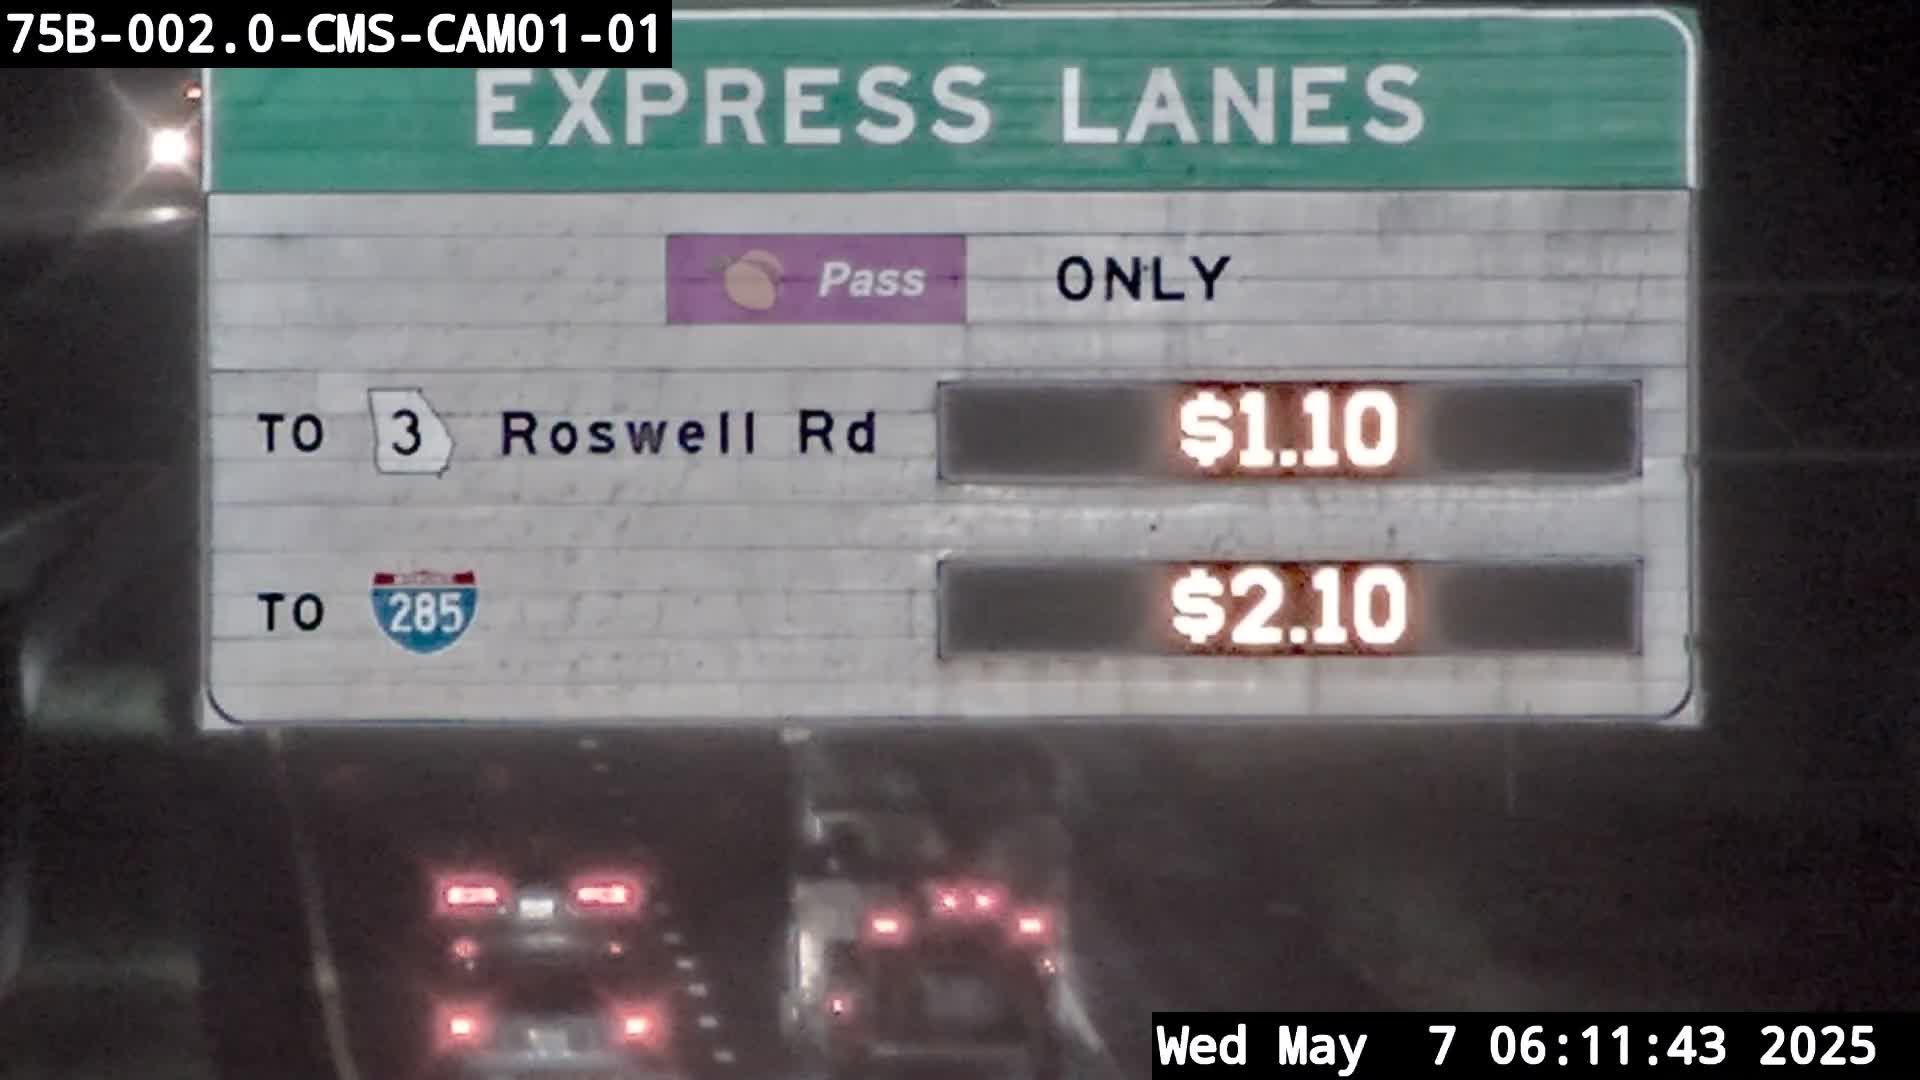 75B-002.0-CMS-CAM01-01
EXPRESS LANES
Pass ONLY
TO 3 Roswell Rd $1.10
TO 285 $2.10
Wed May 7 06:11:43 2025